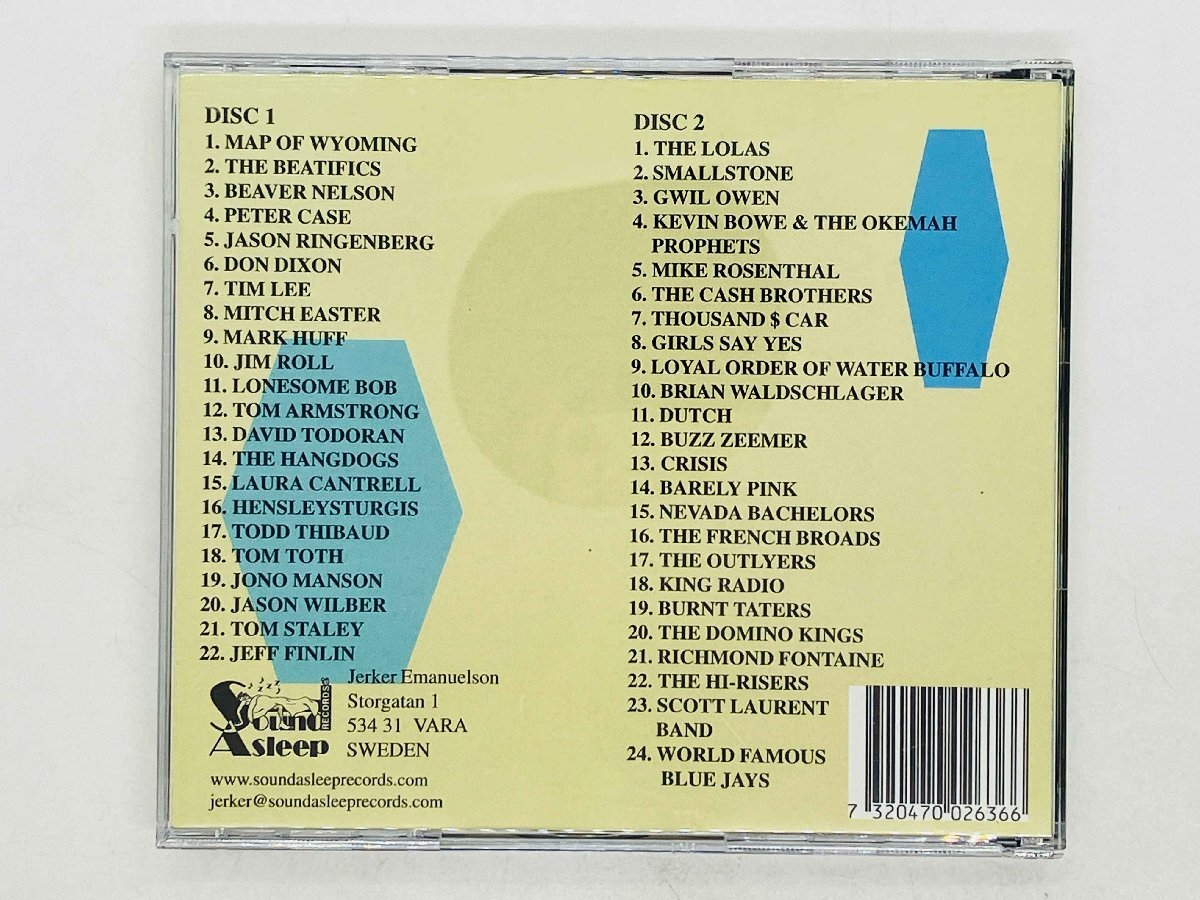 DISC 1
1. MAP OF WYOMING
2. THE BEATIFICS
3. BEAVER NELSON
4. PETER CASE
5. JASON RINGENBERG
6. DON DIXON
7. TIM LEE
8. MITCH EASTER
9. MARK HUFF
10. JIM ROLL
11. LONESOME BOB
12. TOM ARMSTRONG
13. DAVID TODORAN
14. THE HANGDOGS
15. LAURA CANTRELL
16. HENSLEYSTURGIS
17. TODD THIBAUD
18. TOM TOTH
19. JONO MANSON
20. JASON WILBER
21. TOM STALEY
22. JEFF FINLIN
zzzz
Sound
RECORDS
Asleep
Jerker Emanuelson
Storgatan 1
534 31 VARA
SWEDEN
www.soundasleeprecords.com
jerker@soundasleeprecords.com
DISC 2
1. THE LOLAS
2. SMALLSTONE
3. GWIL OWEN
4. KEVIN BOWE & THE OKEMAH
PROPHETS
5. MIKE ROSENTHAL
6. THE CASH BROTHERS
7. THOUSAND $ CAR
8. GIRLS SAY YES
9. LOYAL ORDER OF WATER BUFFALO
10. BRIAN WALDSCHLAGER
11. DUTCH
12. BUZZ ZEEMER
13. CRISIS
14. BARELY PINK
15. NEVADA BACHELORS
16. THE FRENCH BROADS
17. THE OUTLYERS
18. KING RADIO
19. BURNT TATERS
20. THE DOMINO KINGS
21. RICHMOND FONTAINE
22. THE HI-RISERS
23. SCOTT LAURENT
BAND
24. WORLD FAMOUS
BLUE JAYS
7 320470 026366